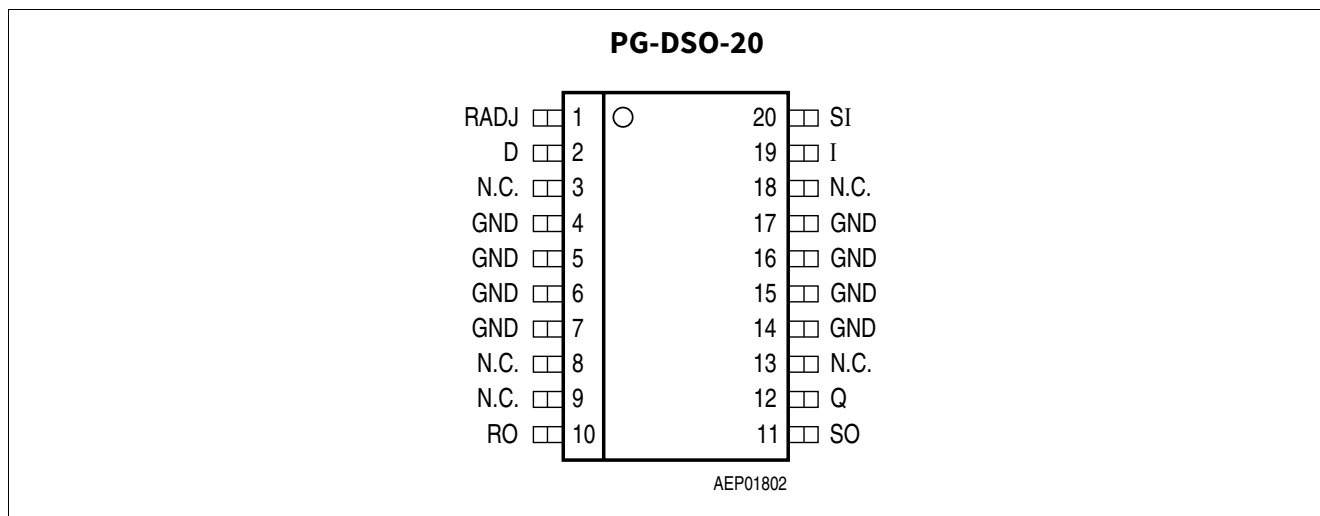 PG-DSO-20
RADJ 1 20 SI
D 2 19 I
N.C. 3 18 N.C.
GND 4 17 GND
GND 5 16 GND
GND 6 15 GND
GND 7 14 GND
N.C. 8 13 N.C.
N.C. 9 12 Q
RO 10 11 SO
AEP01802